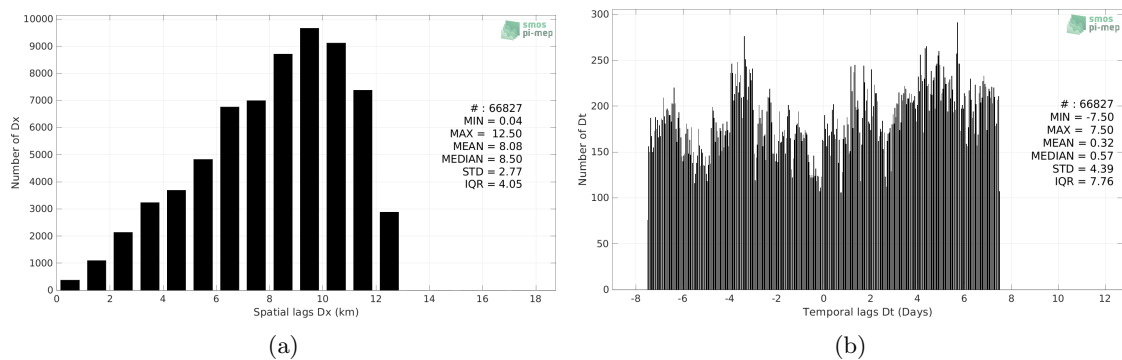 10000
9000
8000
7000
6000
5000
4000
3000
2000
1000
0
Number of Dx
smos
pi-mep
# : 66827
MIN = 0.04
MAX = 12.50
MEAN = 8.08
MEDIAN = 8.50
STD = 2.77
IQR = 4.05
0 2 4 6 8 10 12 14 16 18
Spatial lags Dx (km)
(a)
300
250
200
150
100
50
0
Number of Dt
smos
pi-mep
# : 66827
MIN = -7.50
MAX = 7.50
MEAN = 0.32
MEDIAN = 0.57
STD = 4.39
IQR = 7.76
-8 -6 -4 -2 0 2 4 6 8 10 12
Temporal lags Dt (Days)
(b)